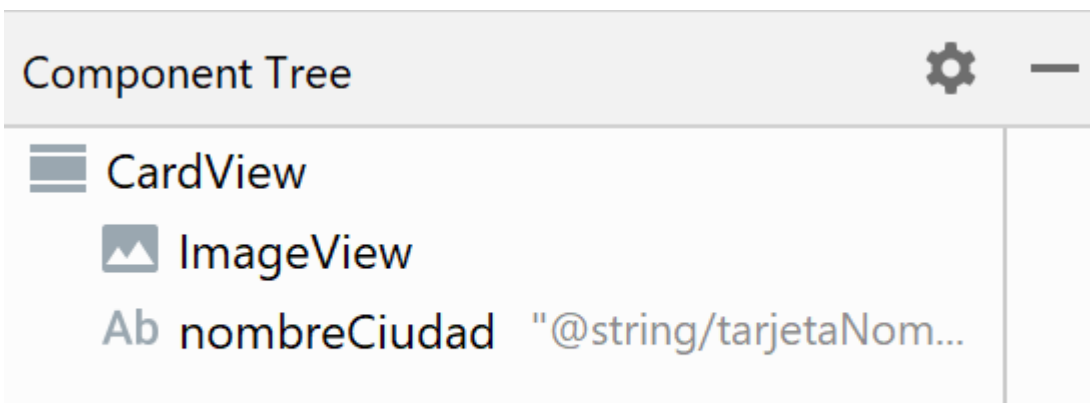 Component Tree
CardView
ImageView
Ab nombreCiudad "@string/tarjetaNom...